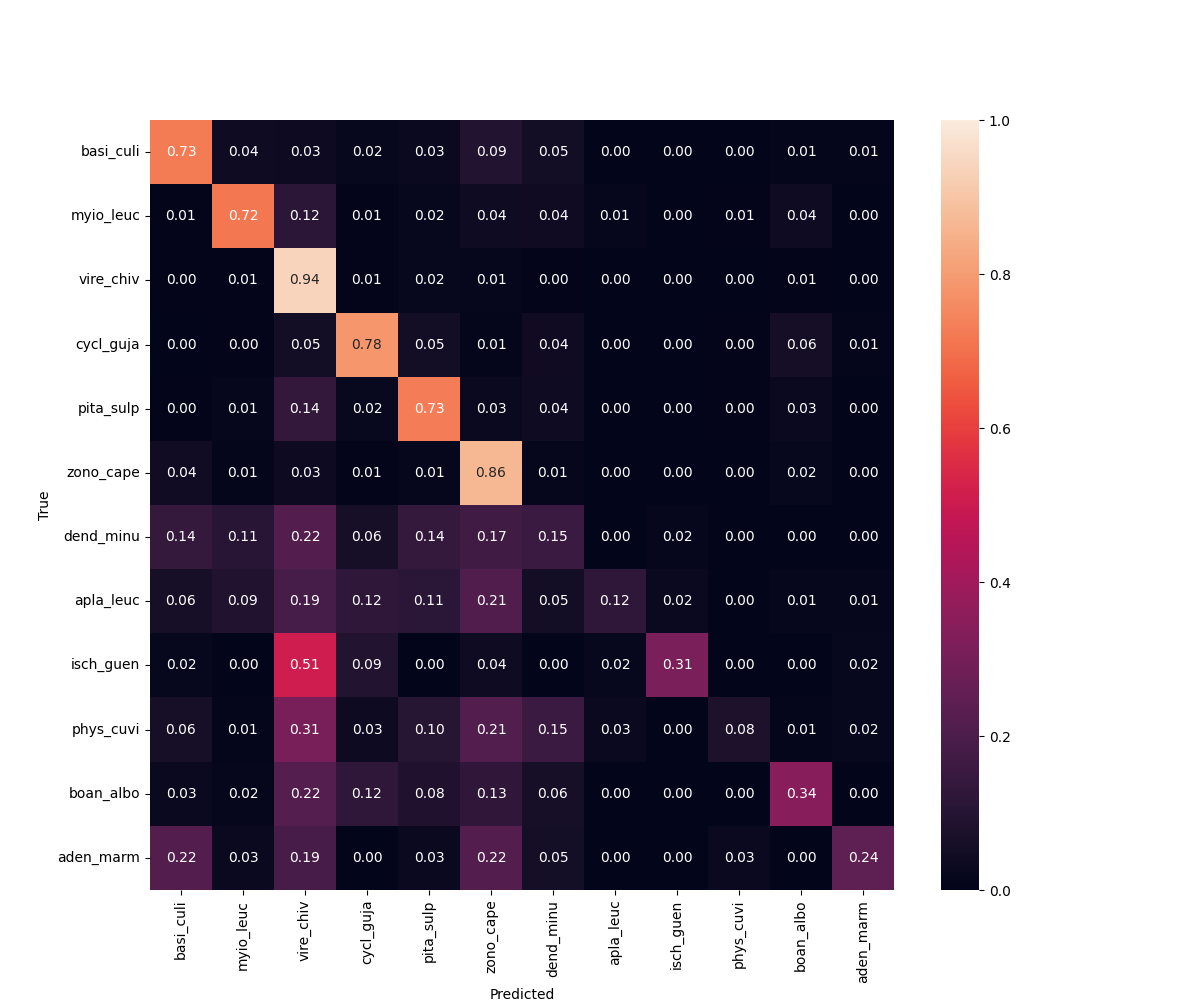 basi_culi 0.73 0.04 0.03 0.02 0.03 0.09 0.05 0.00 0.00 0.00 0.01 0.01
myio_leuc 0.01 0.72 0.12 0.01 0.02 0.04 0.04 0.01 0.00 0.01 0.04 0.00
vire_chiv 0.00 0.01 0.94 0.01 0.02 0.01 0.00 0.00 0.00 0.00 0.01 0.00
cycl_guja 0.00 0.00 0.05 0.78 0.05 0.01 0.04 0.00 0.00 0.00 0.06 0.01
pita_sulp 0.00 0.01 0.14 0.02 0.73 0.03 0.04 0.00 0.00 0.00 0.03 0.00
zono_cape 0.04 0.01 0.03 0.01 0.01 0.86 0.01 0.00 0.00 0.00 0.02 0.00
dend_minu 0.14 0.11 0.22 0.06 0.14 0.17 0.15 0.00 0.02 0.00 0.00 0.00
apla_leuc 0.06 0.09 0.19 0.12 0.11 0.21 0.05 0.12 0.02 0.00 0.01 0.01
isch_guen 0.02 0.00 0.51 0.09 0.00 0.04 0.00 0.02 0.31 0.00 0.00 0.02
phys_cuvi 0.06 0.01 0.31 0.03 0.10 0.21 0.15 0.03 0.00 0.08 0.01 0.02
boan_albo 0.03 0.02 0.22 0.12 0.08 0.13 0.06 0.00 0.00 0.00 0.34 0.00
aden_marm 0.22 0.03 0.19 0.00 0.03 0.22 0.05 0.00 0.00 0.03 0.00 0.24
True
basi_culi myio_leuc vire_chiv cycl_guja pita_sulp zono_cape dend_minu apla_leuc isch_guen phys_cuvi boan_albo aden_marm
Predicted
1.0
0.8
0.6
0.4
0.2
0.0